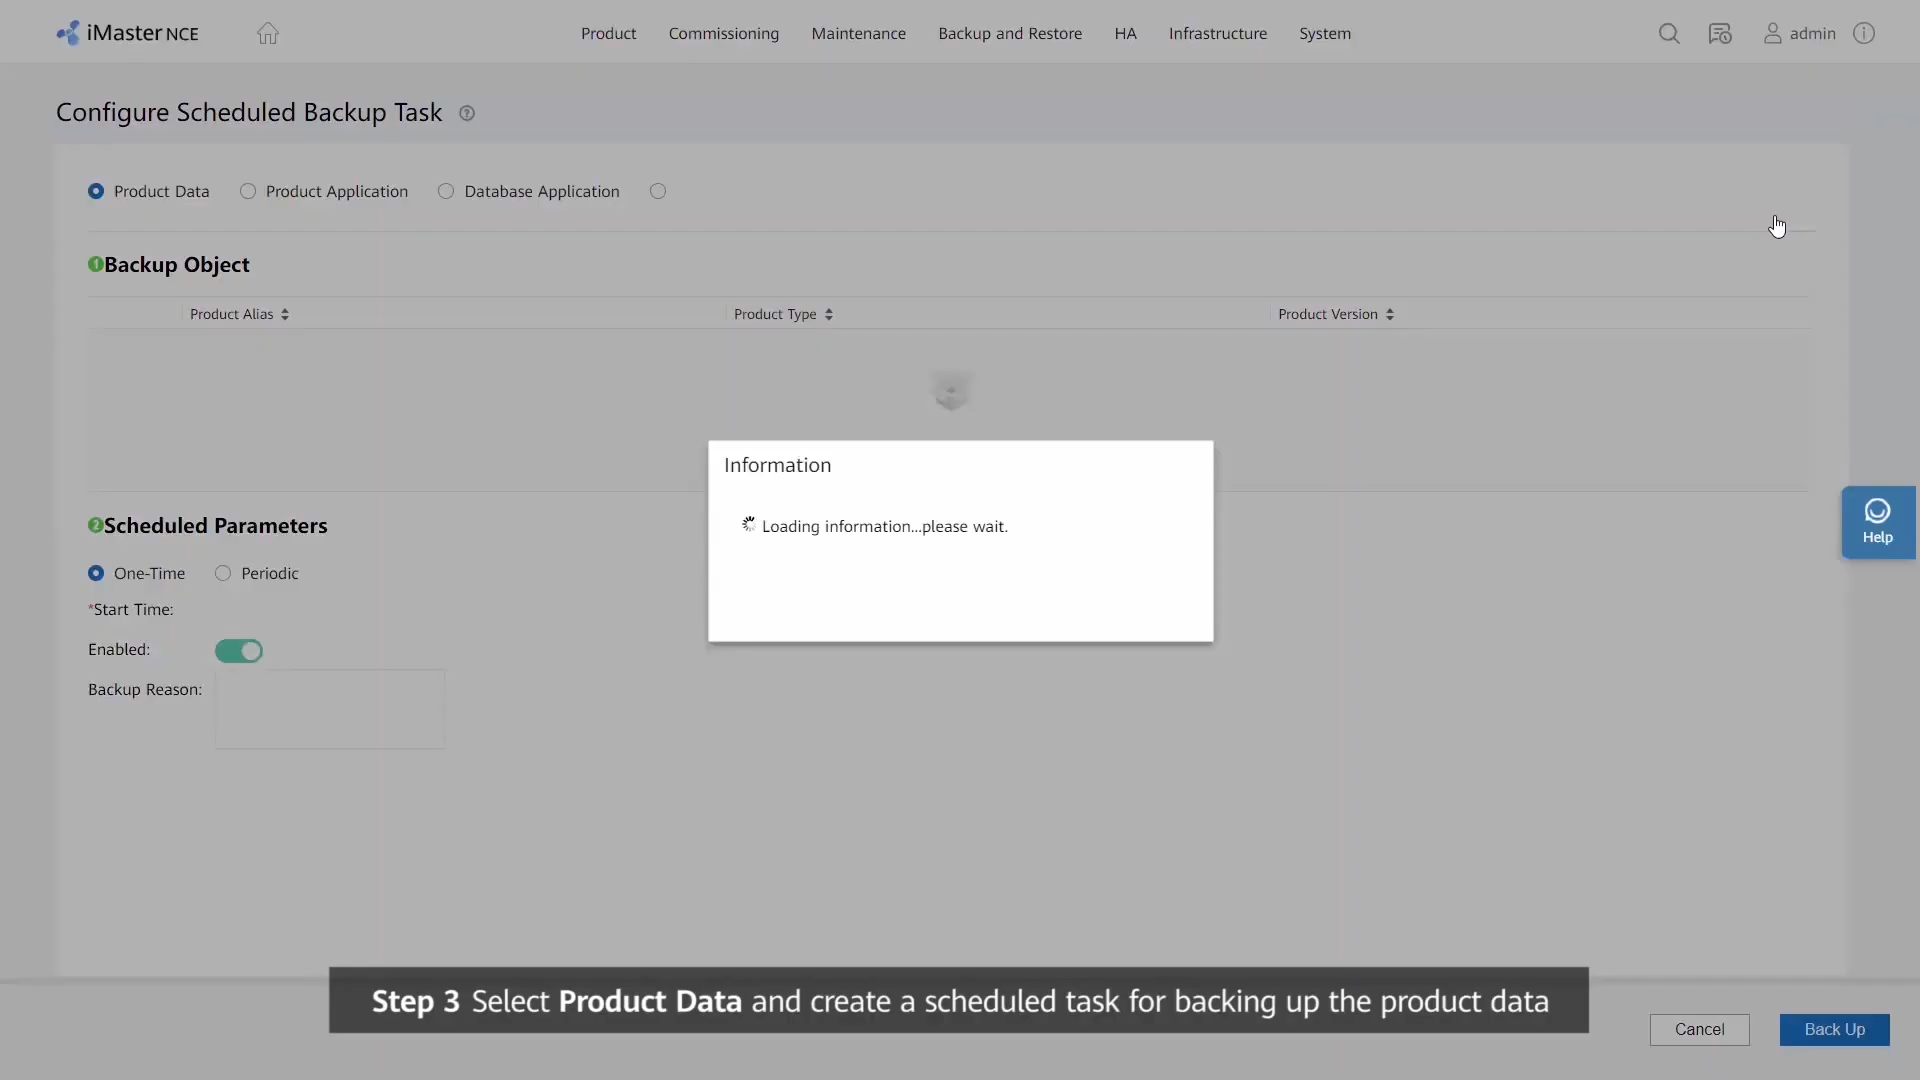 iMaster NCE
Product Commissioning Maintenance Backup and Restore HA Infrastructure System
admin
Configure Scheduled Backup Task
Product Data Product Application Database Application
1 Backup Object
Product Alias Product Type Product Version
Information
Loading information...please wait.
2 Scheduled Parameters
One-Time Periodic
*Start Time:
Enabled:
Backup Reason:
Help
Step 3 Select Product Data and create a scheduled task for backing up the product data
Cancel Back Up